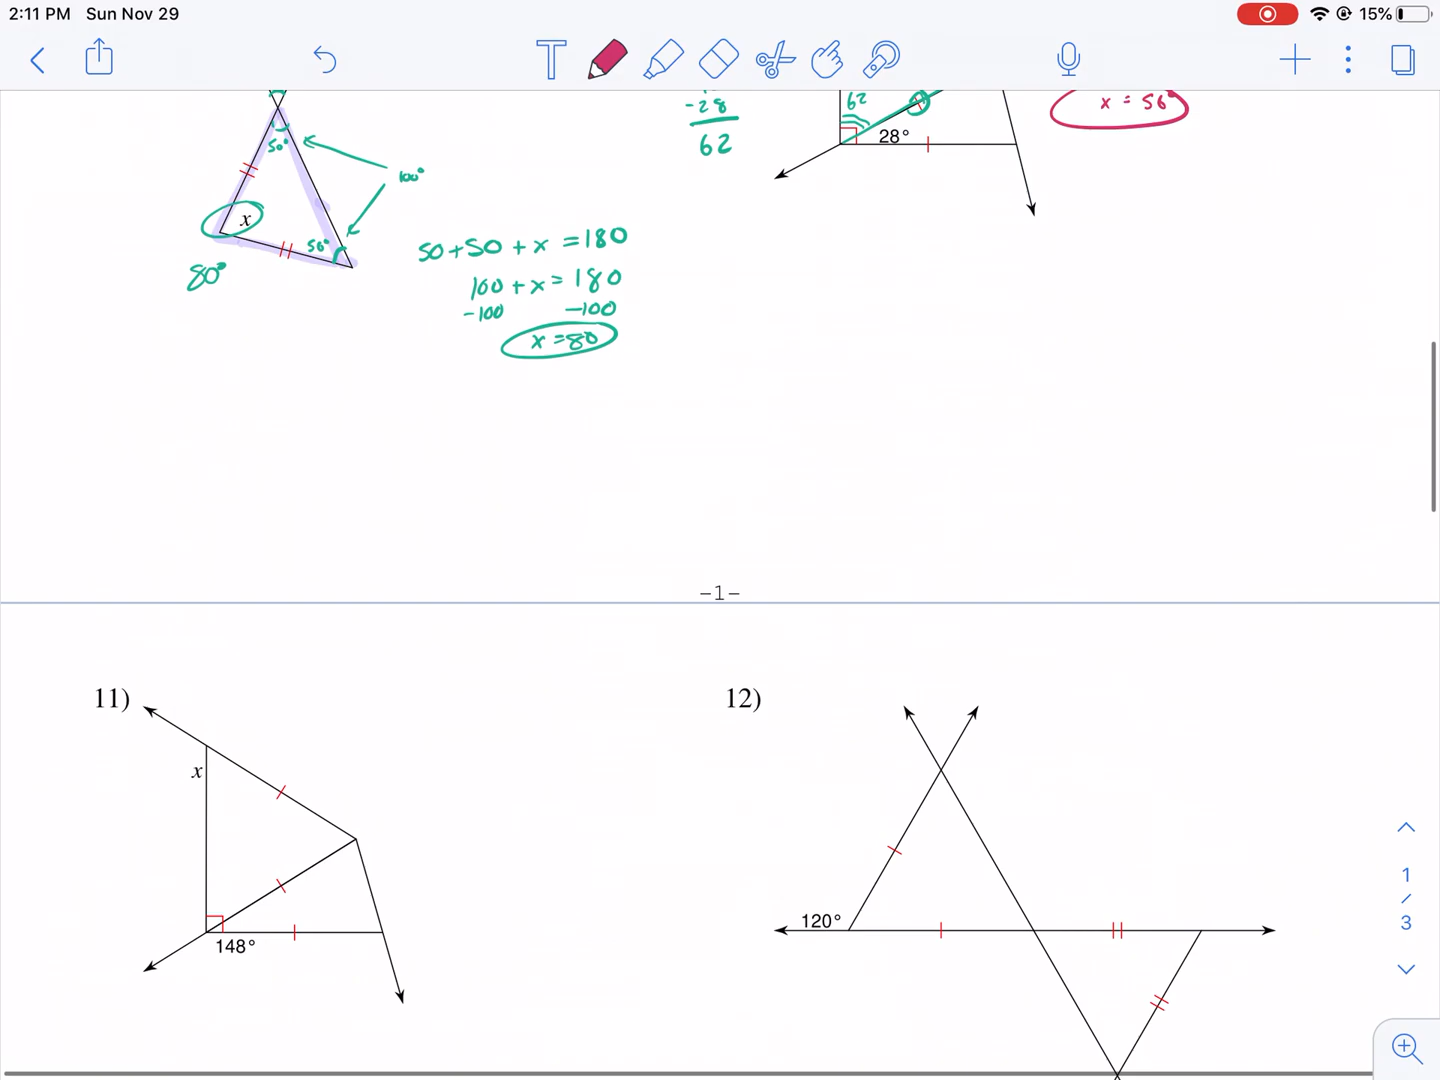 2:11 PM Sun Nov 29
15%
T
50°
100°
x
50°
80°
50+50 + x = 180
100 + x = 180
-100 -100
x = 80
-28
62
62
28°
x = 56°
-1-
11)
x
148°
12)
120°
1
/
3